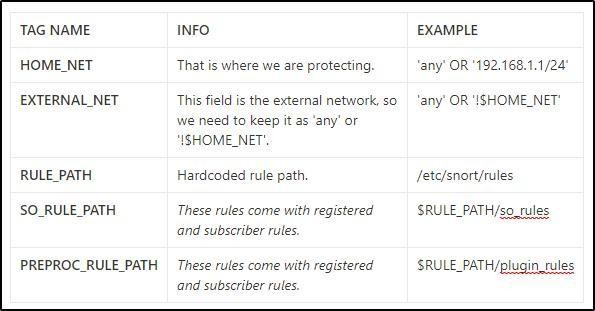 TAG NAME INFO EXAMPLE
HOME_NET That is where we are protecting. 'any' OR '192.168.1.1/24'
EXTERNAL_NET This field is the external network, so 'any' OR '!$HOME_NET'
we need to keep it as 'any' or
'!$HOME_NET'.
RULE_PATH Hardcoded rule path. /etc/snort/rules
SO_RULE_PATH These rules come with registered $RULE_PATH/so_rules
and subscriber rules.
PREPROC_RULE_PATH These rules come with registered $RULE_PATH/plugin_rules
and subscriber rules.